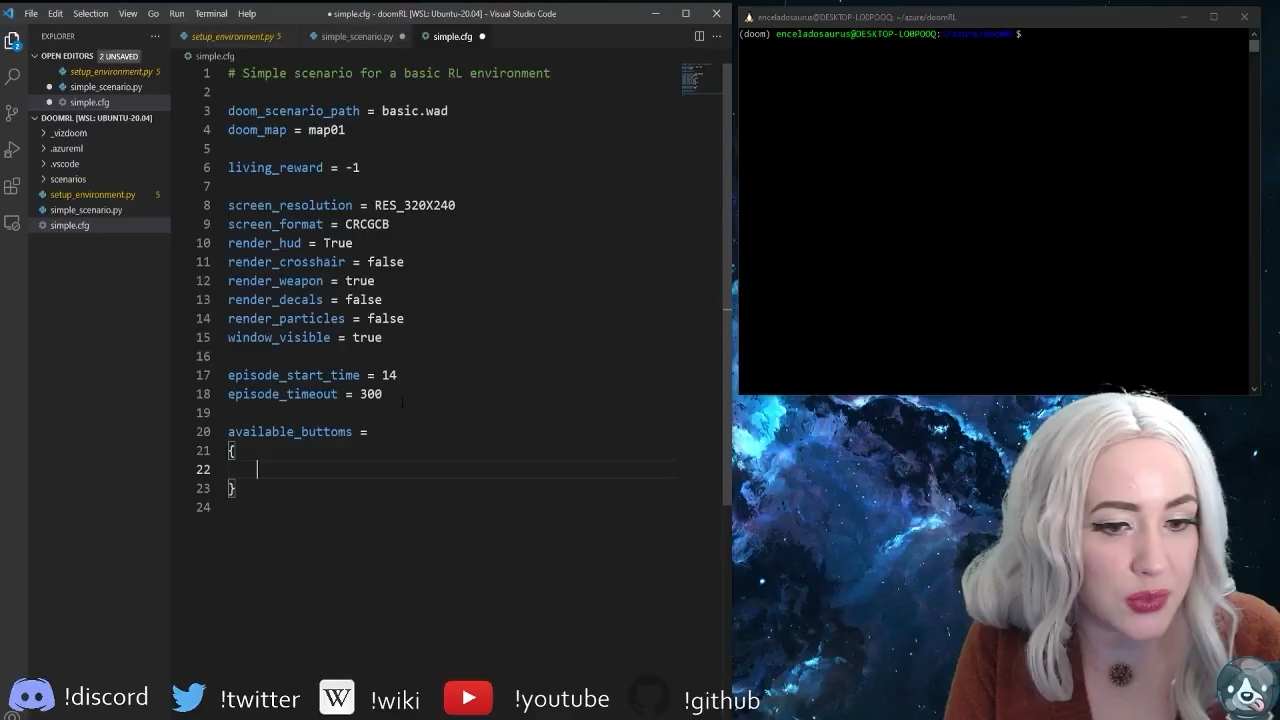 File Edit Selection View Go Run Terminal Help
● simple.cfg - doomRL [WSL: Ubuntu-20.04] - Visual Studio Code
enceladosaurus@DESKTOP-LO0POOQ: ~/azure/doomRL
EXPLORER
setup_environment.py 5
simple_scenario.py
simple.cfg
OPEN EDITORS 2 UNSAVED
setup_environment.py 5
simple_scenario.py
simple.cfg
DOOMRL [WSL: UBUNTU-20.04]
_vizdoom
.azureml
.vscode
scenarios
setup_environment.py 5
simple_scenario.py
simple.cfg
2
simple.cfg
1 # Simple scenario for a basic RL environment
2
3 doom_scenario_path = basic.wad
4 doom_map = map01
5
6 living_reward = -1
7
8 screen_resolution = RES_320X240
9 screen_format = CRCGCB
10 render_hud = True
11 render_crosshair = false
12 render_weapon = true
13 render_decals = false
14 render_particles = false
15 window_visible = true
16
17 episode_start_time = 14
18 episode_timeout = 300
19
20 available_buttoms =
21 {
22
23 }
24
(doom) enceladosaurus@DESKTOP-LO0POOQ:~/azure/doomRL$
!discord !twitter W !wiki !youtube !github